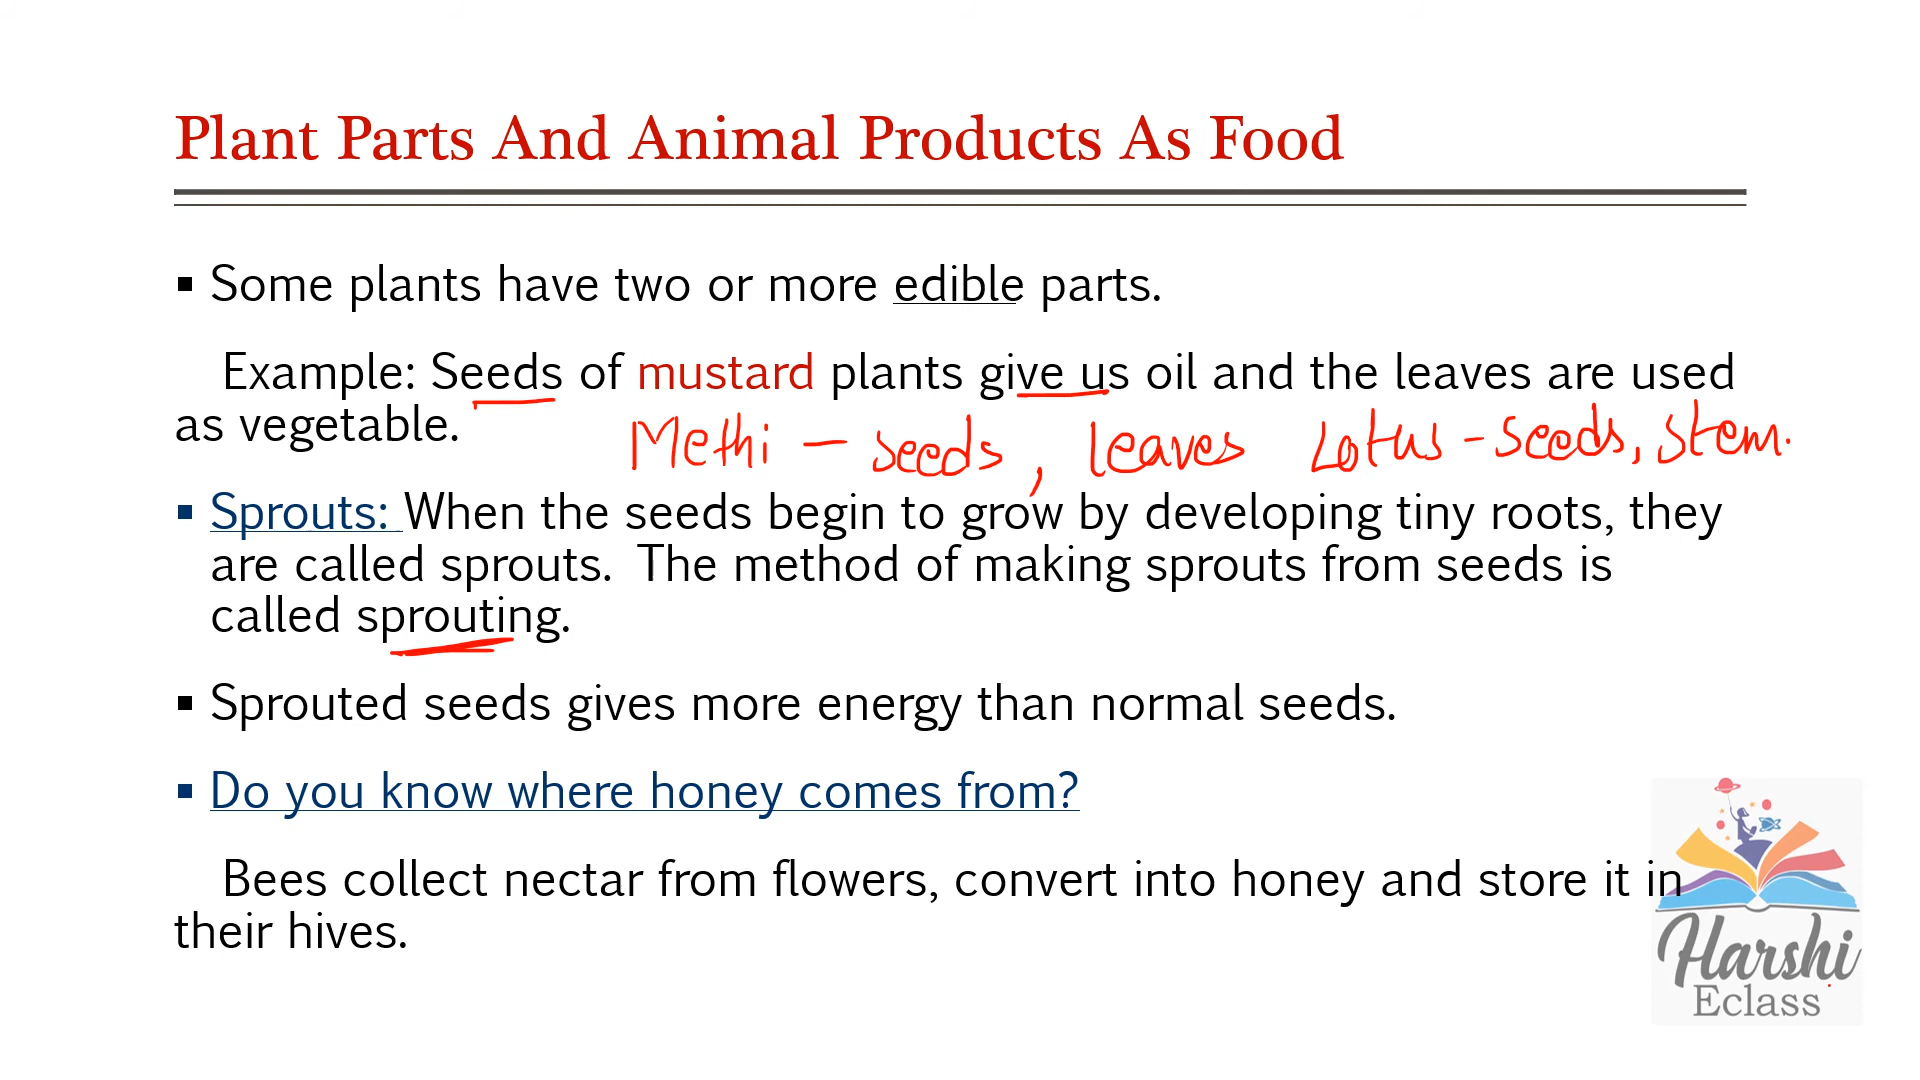 Plant Parts And Animal Products As Food
▪ Some plants have two or more edible parts.
Example: Seeds of mustard plants give us oil and the leaves are used
as vegetable.
Methi - seeds, leaves Lotus - seeds, stem.
▪ Sprouts: When the seeds begin to grow by developing tiny roots, they
are called sprouts. The method of making sprouts from seeds is
called sprouting.
▪ Sprouted seeds gives more energy than normal seeds.
▪ Do you know where honey comes from?
Bees collect nectar from flowers, convert into honey and store it in
their hives.
Harshi
Eclass